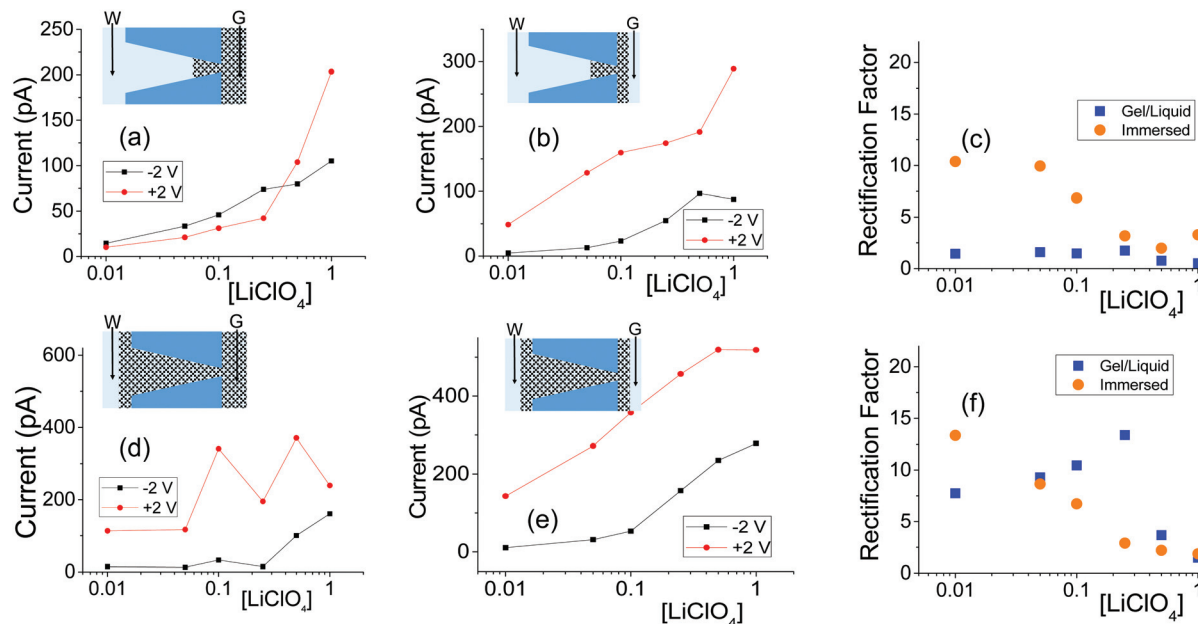 W
G
250
200
150
100
50
0
Current (pA)
(a)
-2 V
+2 V
0.01
0.1
1
[LiClO4]
W
G
300
200
100
0
Current (pA)
(b)
-2 V
+2 V
0.01
0.1
1
[LiClO4]
20
15
10
5
0
Rectification Factor
Gel/Liquid
Immersed
(c)
0.01
0.1
1
[LiClO4]
W
G
600
400
200
0
Current (pA)
(d)
-2 V
+2 V
0.01
0.1
1
[LiClO4]
W
G
400
200
0
Current (pA)
(e)
-2 V
+2 V
0.01
0.1
1
[LiClO4]
20
15
10
5
0
Rectification Factor
Gel/Liquid
Immersed
(f)
0.01
0.1
1
[LiClO4]